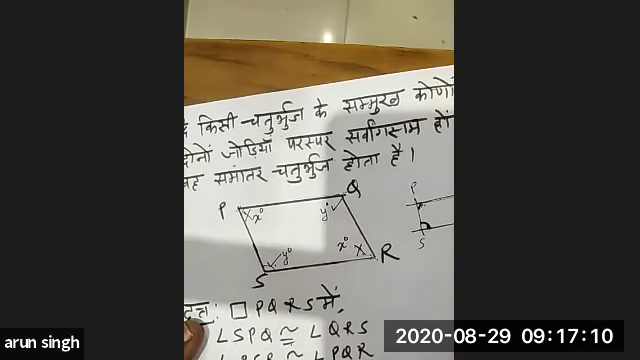 किसी चतुर्भुज के सम्मुख कोणों
दोनों जोड़ियाँ परस्पर सर्वांगसम हों
वह समांतर चतुर्भुज होता है।
P Q
x° y°
P
y° x°
R
S
S
दत्त: □ PQRS में,
∠SPQ ≅ ∠QRS
≅ ∠PQR
arun singh
2020-08-29 09:17:10